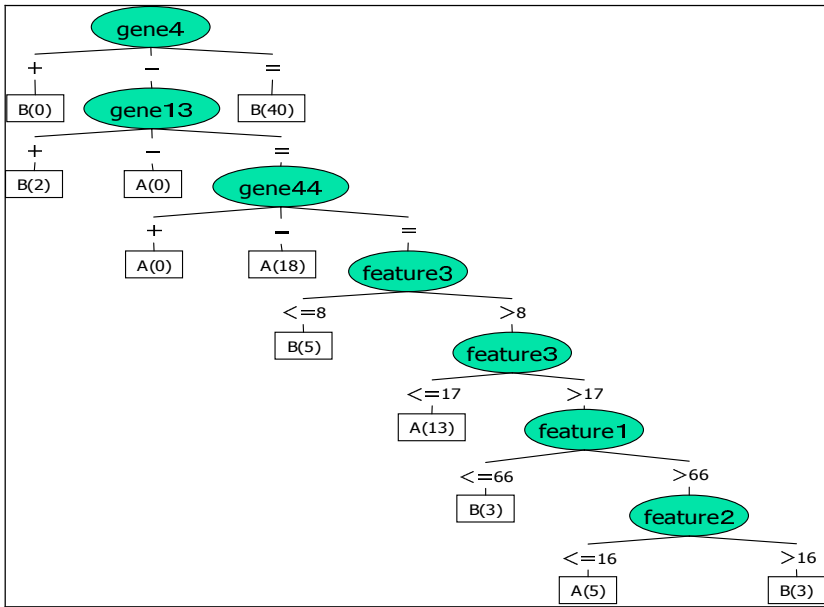 gene4
+ − =
B(0) gene13 B(40)
+ − =
B(2) A(0) gene44
+ − =
A(0) A(18) feature3
<=8 >8
B(5) feature3
<=17 >17
A(13) feature1
<=66 >66
B(3) feature2
<=16 >16
A(5) B(3)